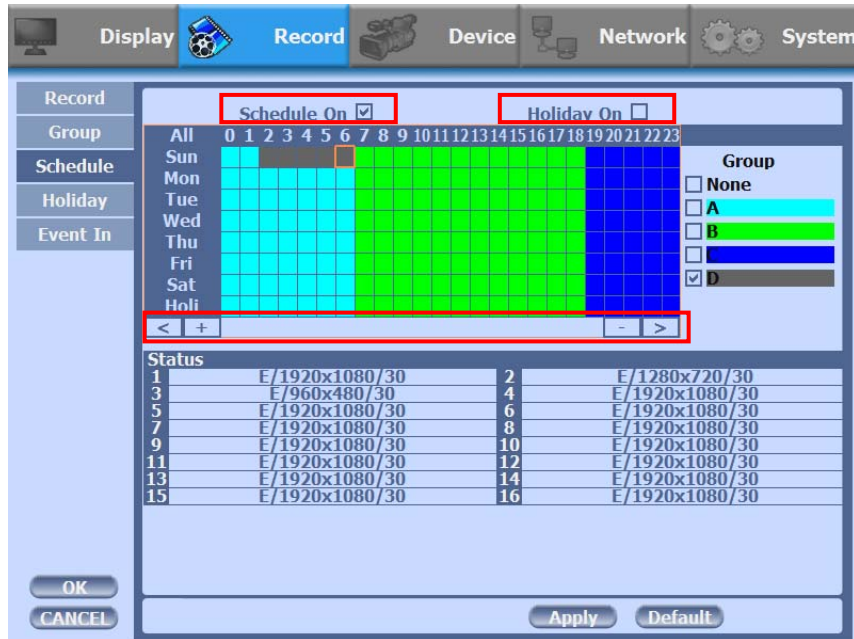 Display Record Device Network System
Record
Group
Schedule
Holiday
Event In
Schedule On Holiday On
All 0 1 2 3 4 5 6 7 8 9 10 11 12 13 14 15 16 17 18 19 20 21 22 23
Sun
Mon
Tue
Wed
Thu
Fri
Sat
Holi
< + - >
Group
None
A
B
C
D
Status
1 E/1920x1080/30 2 E/1280x720/30
3 E/960x480/30 4 E/1920x1080/30
5 E/1920x1080/30 6 E/1920x1080/30
7 E/1920x1080/30 8 E/1920x1080/30
9 E/1920x1080/30 10 E/1920x1080/30
11 E/1920x1080/30 12 E/1920x1080/30
13 E/1920x1080/30 14 E/1920x1080/30
15 E/1920x1080/30 16 E/1920x1080/30
OK
CANCEL
Apply Default